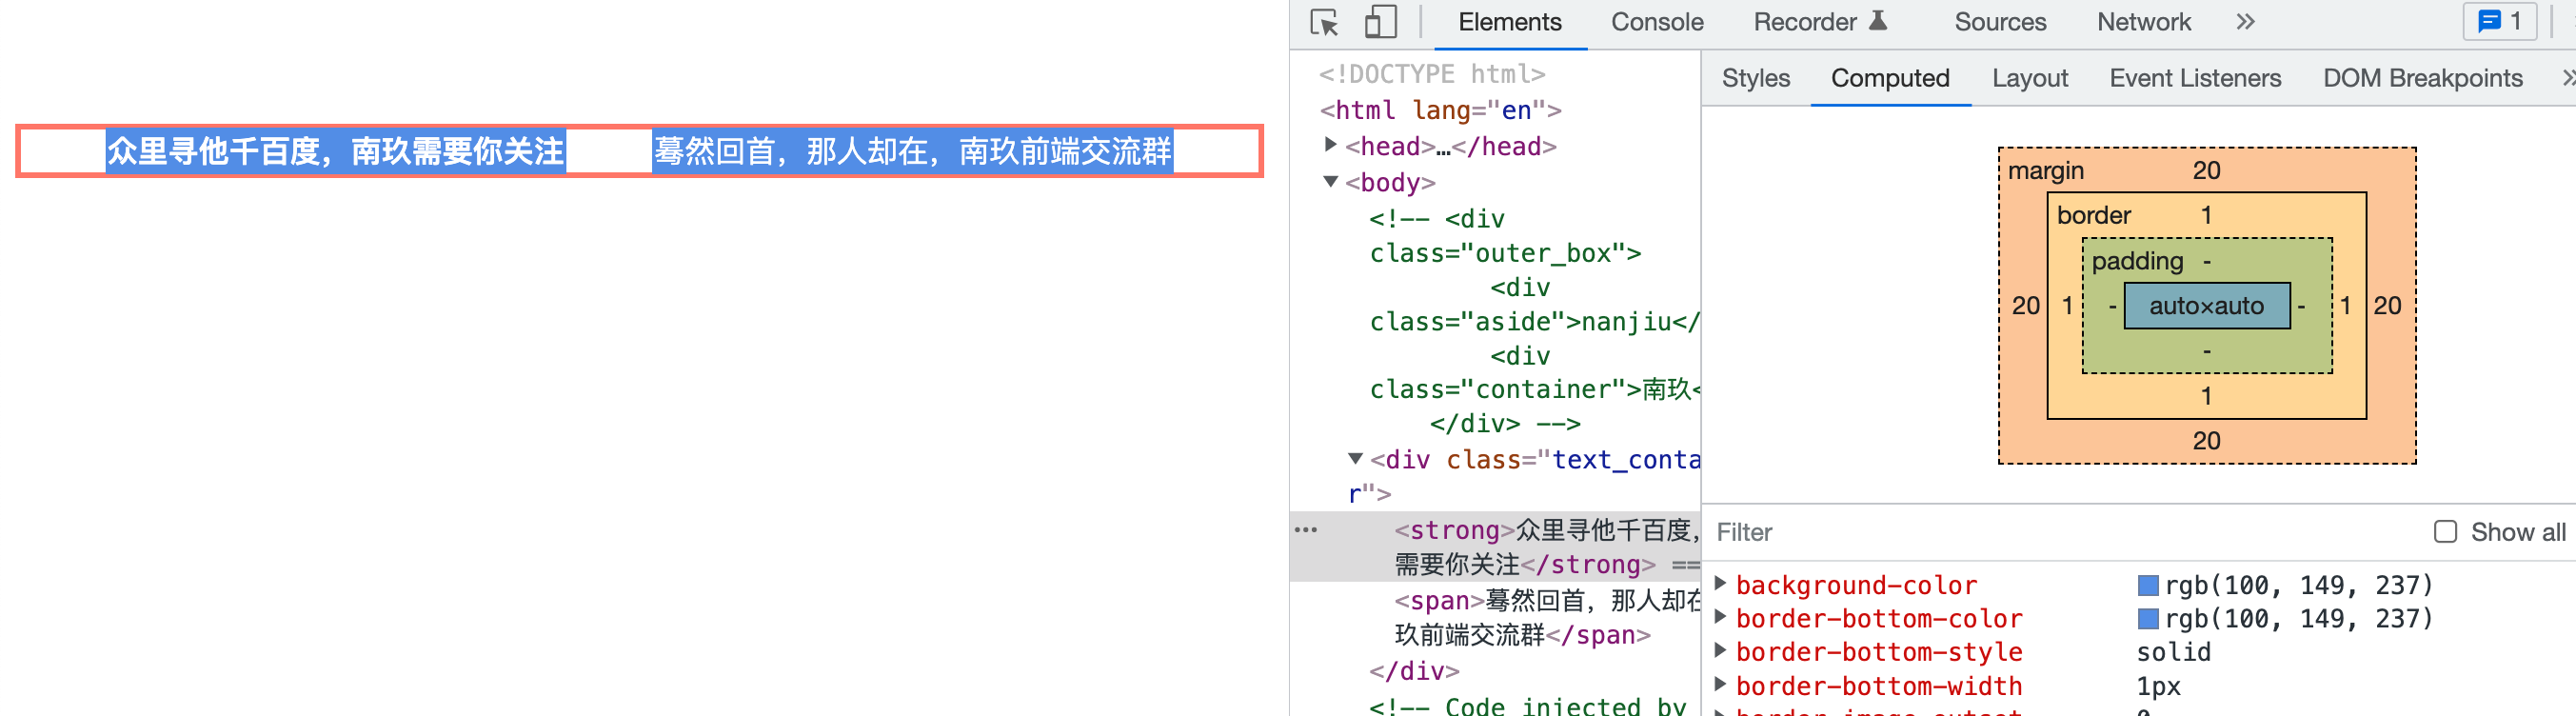 众里寻他千百度，南玖需要你关注 蓦然回首，那人却在，南玖前端交流群
Elements Console Recorder Sources Network » 1
<!DOCTYPE html>
<html lang="en">
<head>…</head>
<body>
<!-- <div
class="outer_box">
<div
class="aside">nanjiu</
<div
class="container">南玖<
</div> -->
<div class="text_conta
r">
<strong>众里寻他千百度，
需要你关注</strong> ==
<span>蓦然回首，那人却在
玖前端交流群</span>
</div>
<!-- Code injected by
Styles Computed Layout Event Listeners DOM Breakpoints »
margin 20
border 1
padding -
20 1 - auto×auto - 1 20
-
1
20
Filter Show all
background-color rgb(100, 149, 237)
border-bottom-color rgb(100, 149, 237)
border-bottom-style solid
border-bottom-width 1px